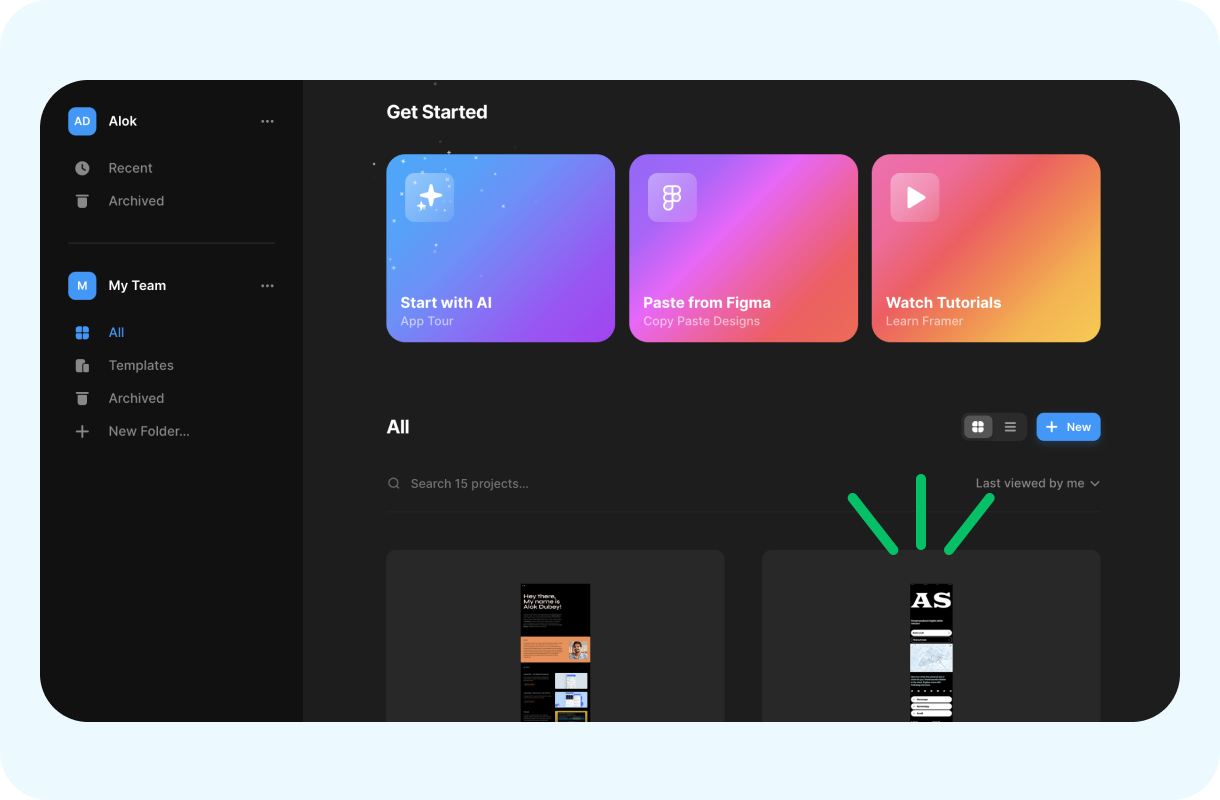 AD Alok
Recent
Archived
M My Team
All
Templates
Archived
New Folder...
Get Started
Start with AI
App Tour
Paste from Figma
Copy Paste Designs
Watch Tutorials
Learn Framer
All
New
Search 15 projects...
Last viewed by me
Hey there,
My name is
Alok Dubey!
AS